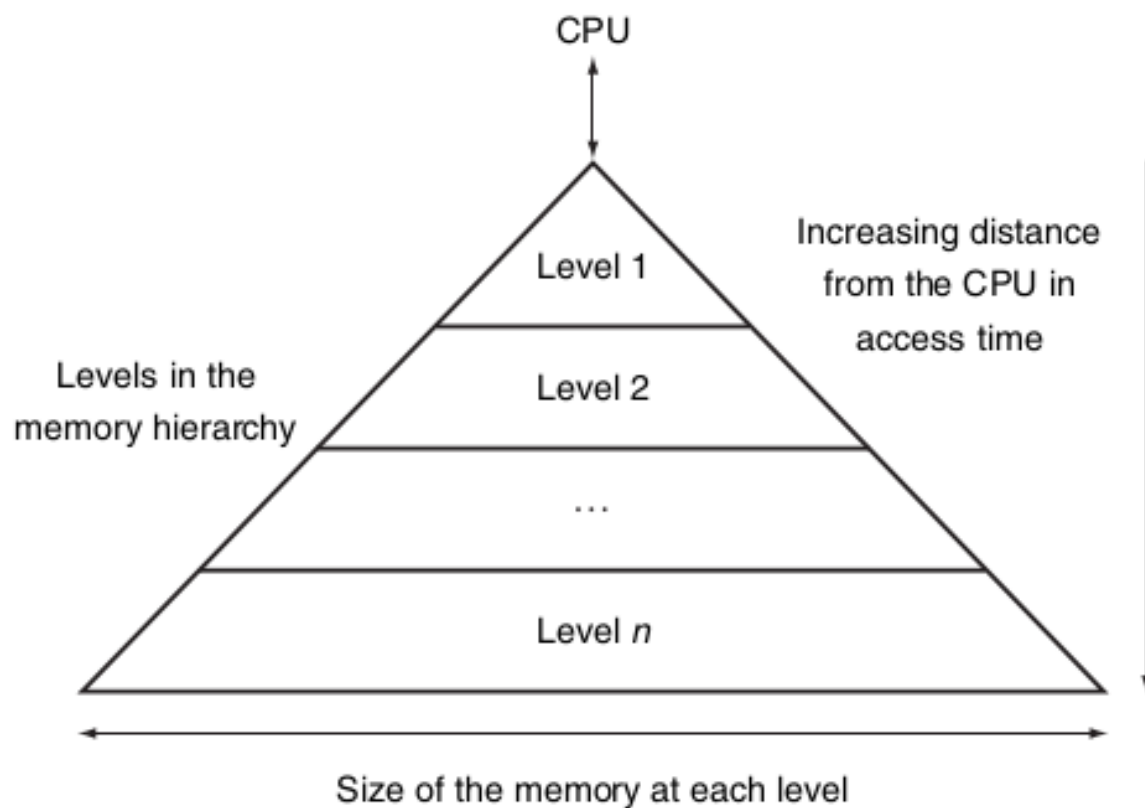 CPU
Level 1
Increasing distance
from the CPU in
access time
Levels in the
memory hierarchy
Level 2
...
Level n
Size of the memory at each level